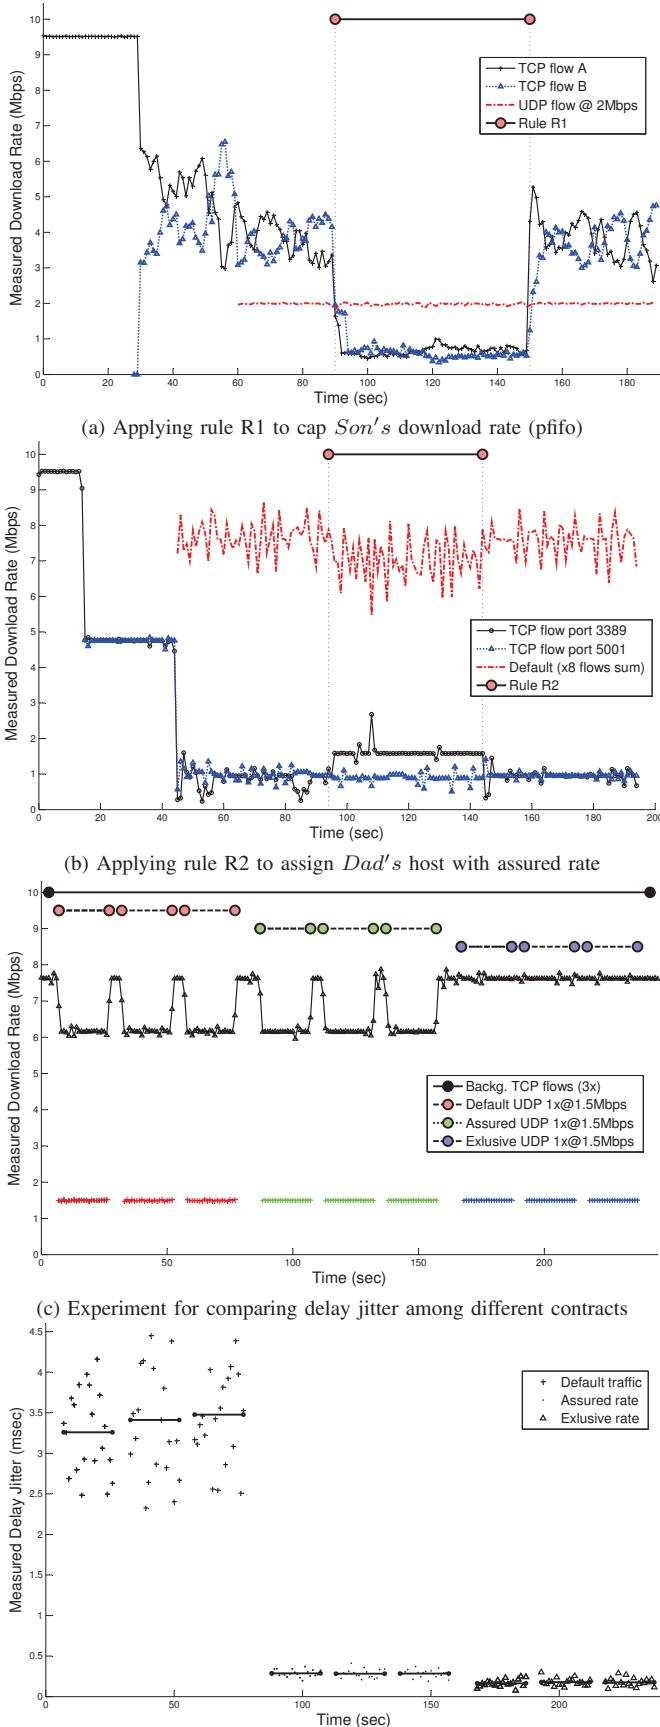 10
9
8
7
6
5
4
3
2
1
0
Measured Download Rate (Mbps)
TCP flow A
TCP flow B
UDP flow @ 2Mbps
Rule R1
0 20 40 60 80 100 120 140 160 180
Time (sec)
(a) Applying rule R1 to cap Son's download rate (pfifo)
10
9
8
7
6
5
4
3
2
1
0
Measured Download Rate (Mbps)
TCP flow port 3389
TCP flow port 5001
Default (x8 flows sum)
Rule R2
0 20 40 60 80 100 120 140 160 180 200
Time (sec)
(b) Applying rule R2 to assign Dad's host with assured rate
10
9
8
7
6
5
4
3
2
1
0
Measured Download Rate (Mbps)
Backg. TCP flows (3x)
Default UDP 1x@1.5Mbps
Assured UDP 1x@1.5Mbps
Exlusive UDP 1x@1.5Mbps
0 50 100 150 200
Time (sec)
(c) Experiment for comparing delay jitter among different contracts
4.5
4
3.5
3
2.5
2
1.5
1
0.5
0
Measured Delay Jitter (msec)
Default traffic
Assured rate
Exlusive rate
0 50 100 150 200
Time (sec)